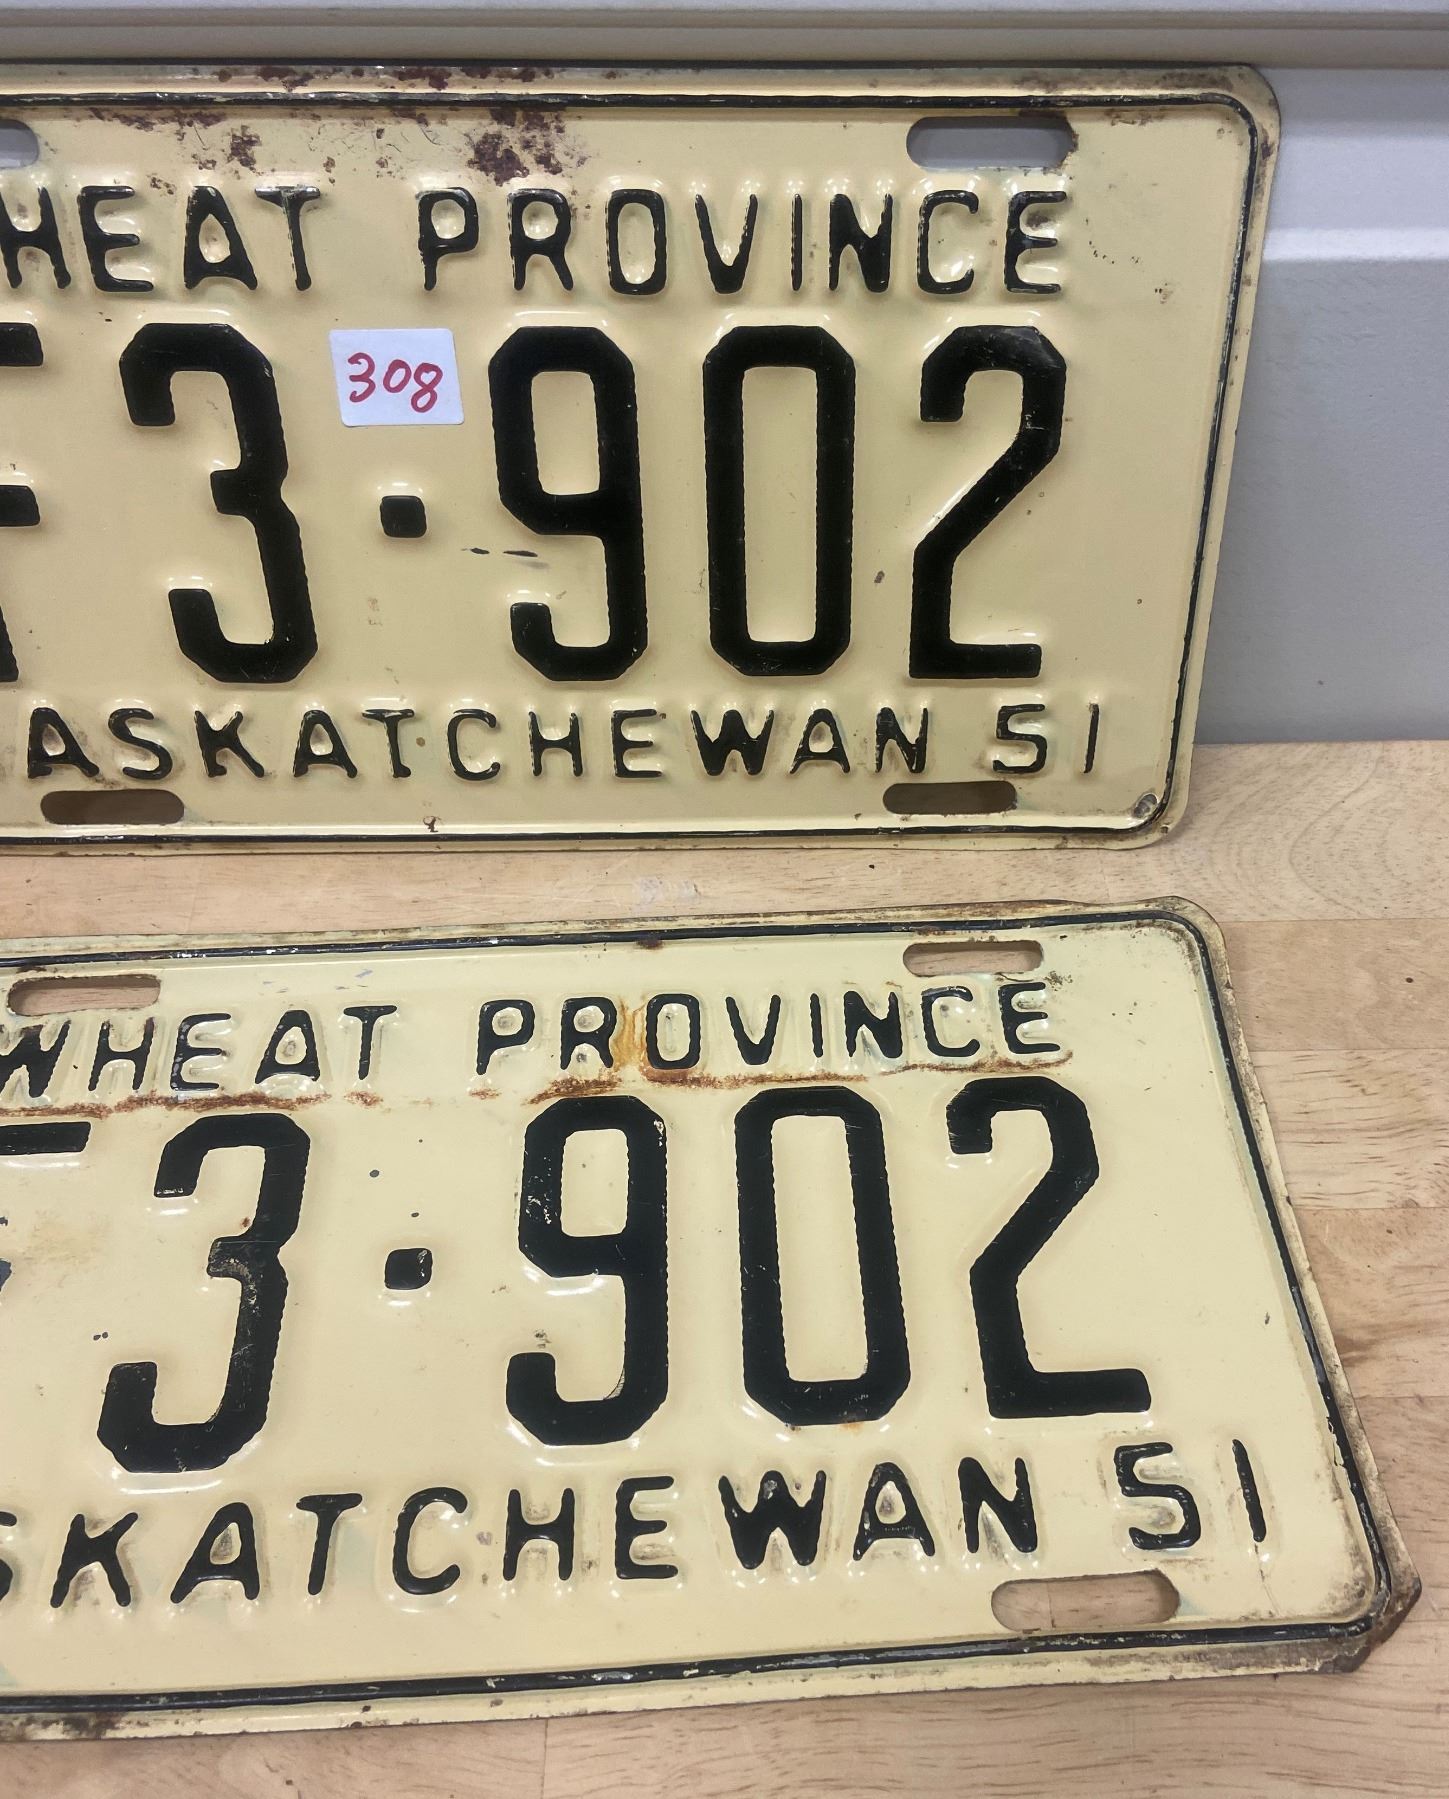 HEAT PROVINCE
3·902
308
ASKATCHEWAN 51
WHEAT PROVINCE
3·902
SKATCHEWAN 51